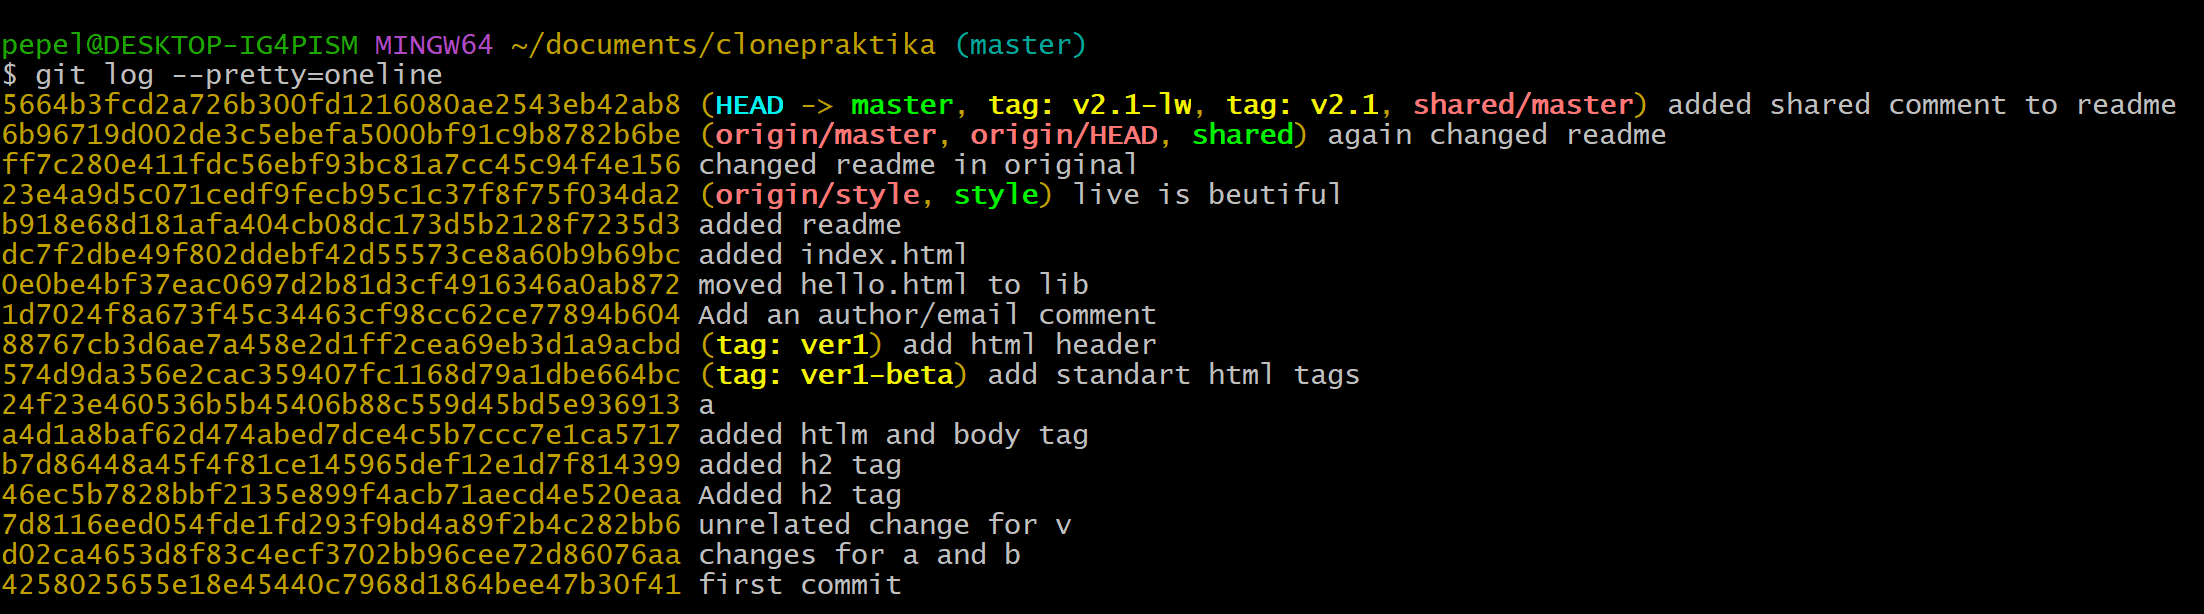 pepel@DESKTOP-IG4PISM MINGW64 ~/documents/clonepraktika (master)
$ git log --pretty=oneline
5664b3fcd2a726b300fd1216080ae2543eb42ab8 (HEAD -> master, tag: v2.1-lw, tag: v2.1, shared/master) added shared comment to readme
6b96719d002de3c5ebefa5000bf91c9b8782b6be (origin/master, origin/HEAD, shared) again changed readme
ff7c280e411fdc56ebf93bc81a7cc45c94f4e156 changed readme in original
23e4a9d5c071cedf9fecb95c1c37f8f75f034da2 (origin/style, style) live is beutiful
b918e68d181afa404cb08dc173d5b2128f7235d3 added readme
dc7f2dbe49f802ddebf42d55573ce8a60b9b69bc added index.html
0e0be4bf37eac0697d2b81d3cf4916346a0ab872 moved hello.html to lib
1d7024f8a673f45c34463cf98cc62ce77894b604 Add an author/email comment
88767cb3d6ae7a458e2d1ff2cea69eb3d1a9acbd (tag: ver1) add html header
574d9da356e2cac359407fc1168d79a1dbe664bc (tag: ver1-beta) add standart html tags
24f23e460536b5b45406b88c559d45bd5e936913 a
a4d1a8baf62d474abed7dce4c5b7ccc7e1ca5717 added htlm and body tag
b7d86448a45f4f81ce145965def12e1d7f814399 added h2 tag
46ec5b7828bbf2135e899f4acb71aecd4e520eaa Added h2 tag
7d8116eed054fde1fd293f9bd4a89f2b4c282bb6 unrelated change for v
d02ca4653d8f83c4ecf3702bb96cee72d86076aa changes for a and b
4258025655e18e45440c7968d1864bee47b30f41 first commit